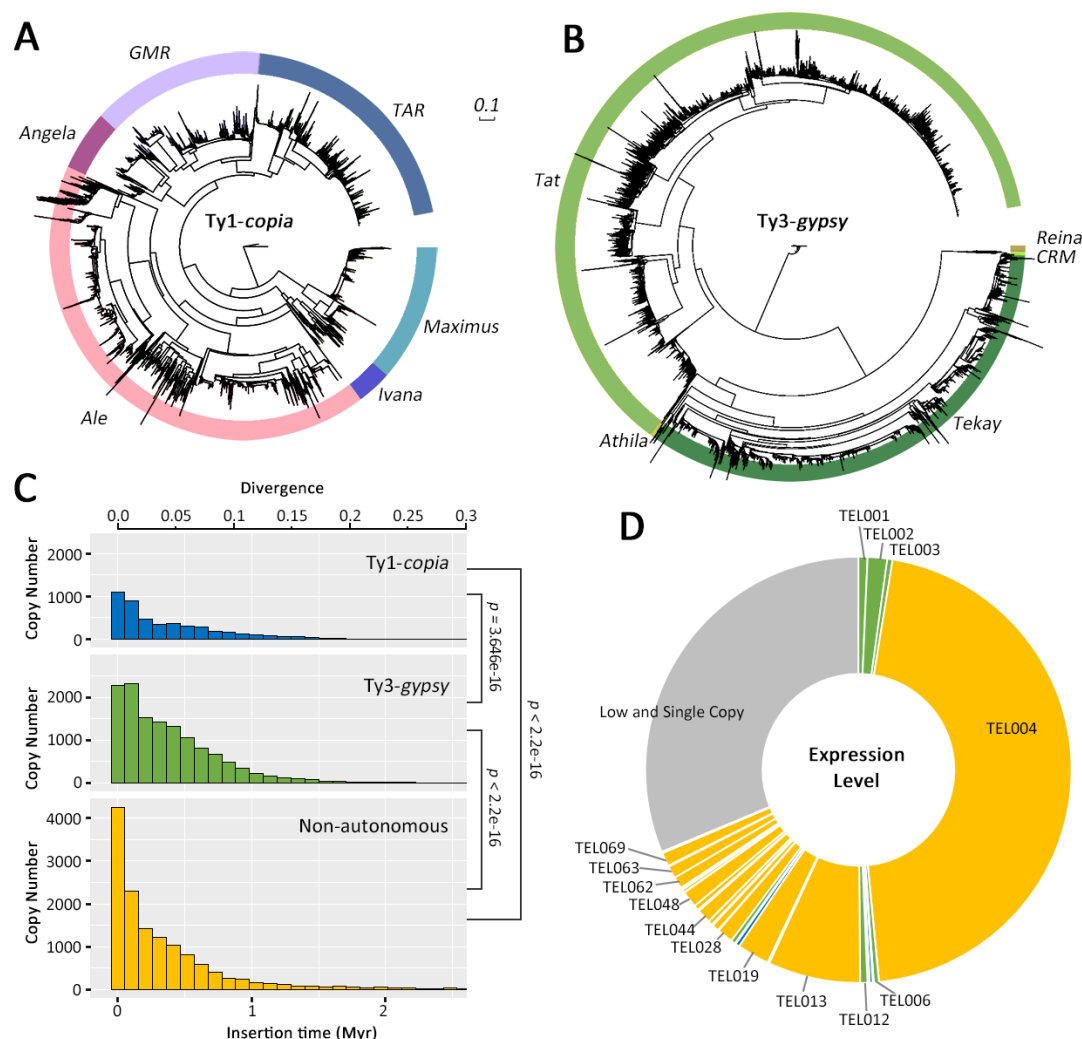 A
GMR
TAR
Angela
0.1
Ty1-copia
Maximus
Ivana
Ale
B
Tat
Ty3-gypsy
Reina
CRM
Athila
Tekay
C
Divergence
0.0 0.05 0.1 0.15 0.2 0.25 0.3
Copy Number
2000
1000
0
Ty1-copia
p = 3.646e-16
Copy Number
2000
1000
0
Ty3-gypsy
p < 2.2e-16
p < 2.2e-16
Copy Number
4000
3000
2000
1000
0
Non-autonomous
0 1 2
Insertion time (Myr)
D
TEL001
TEL002
TEL003
TEL004
Low and Single Copy
Expression
Level
TEL069
TEL063
TEL062
TEL048
TEL044
TEL028
TEL019
TEL013
TEL012
TEL006